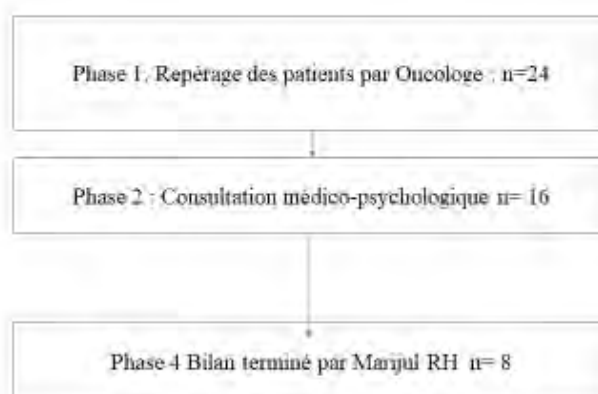 Phase 1. Repérage des patients par Oncologe : n=24
Phase 2 : Consultation médico-psychologique n= 16
Phase 4 Bilan terminé par Manjul RH n= 8